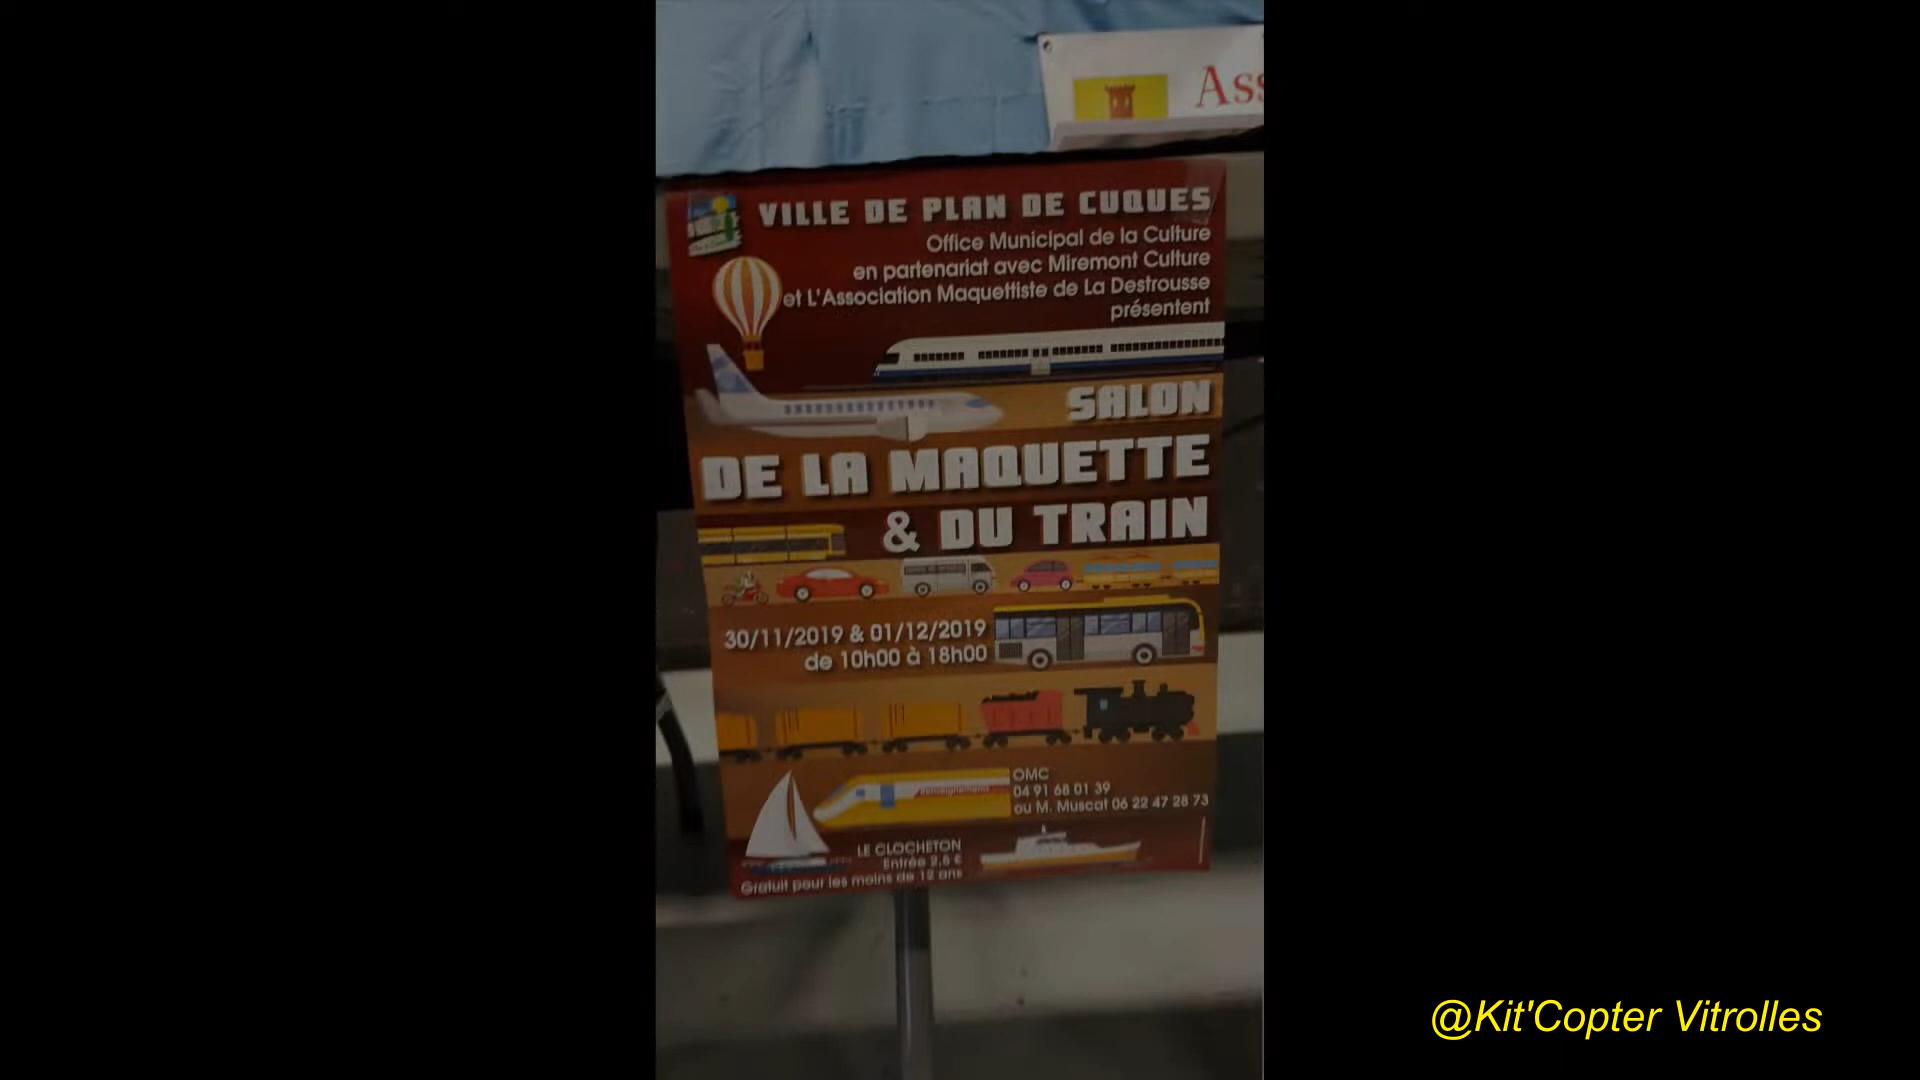 Ass
VILLE DE PLAN DE CUQUES
Office Municipal de la Culture
en partenariat avec Miremont Culture
et L'Association Maquettiste de La Destrousse
présentent
SALON
DE LA MAQUETTE
& DU TRAIN
30/11/2019 & 01/12/2019
de 10h00 à 18h00
Renseignements
OMC
04 91 68 01 39
ou M. Muscat 06 22 47 28 73
LE CLOCHETON
Entrée 2,5 €
Gratuit pour les moins de 12 ans
@Kit'Copter Vitrolles